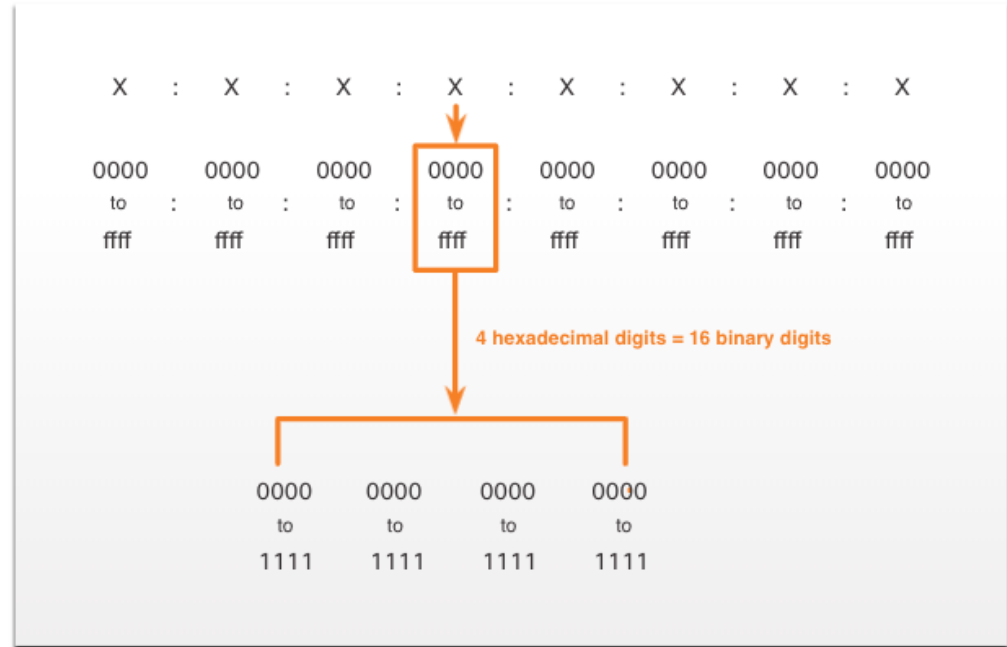 X : X : X : X : X : X : X : X
0000 0000 0000 0000 0000 0000 0000 0000
to : to : to : to : to : to : to : to
ffff ffff ffff ffff ffff ffff ffff ffff
4 hexadecimal digits = 16 binary digits
0000 0000 0000 0000
to to to to
1111 1111 1111 1111